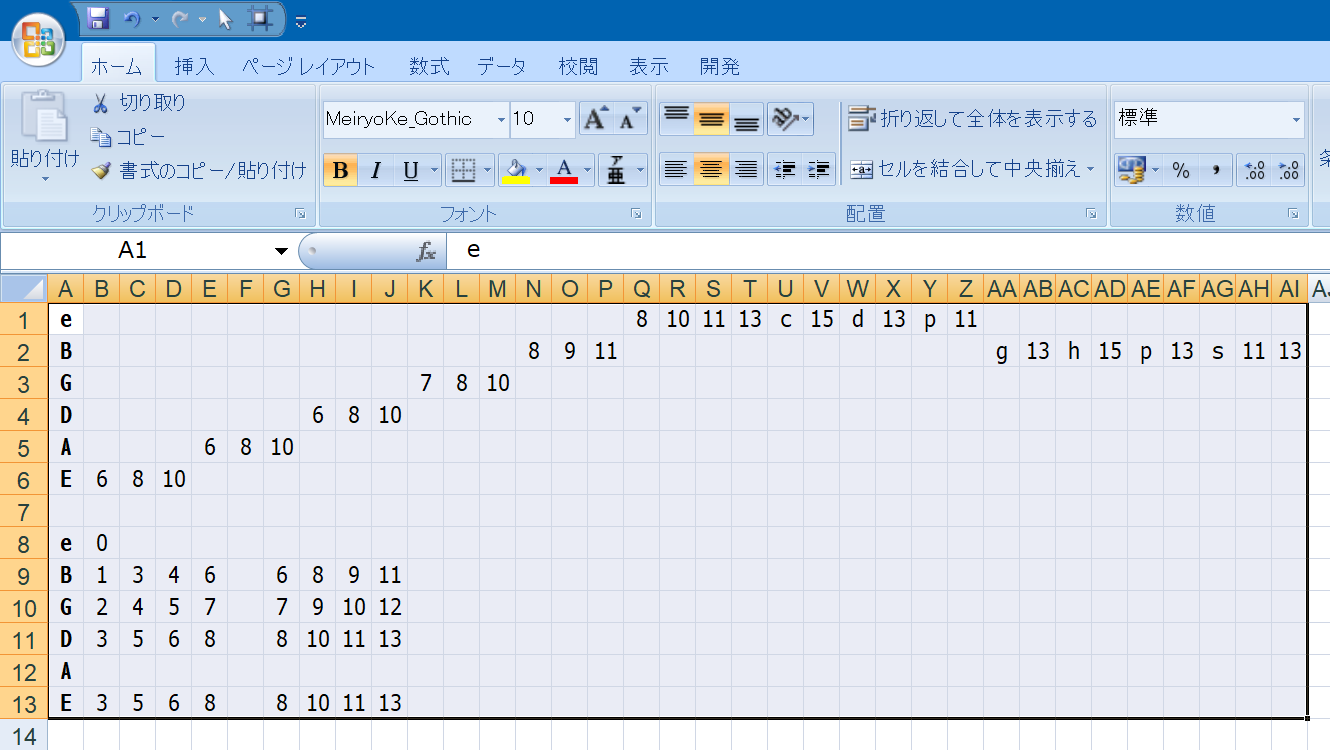 ホーム 挿入 ページ レイアウト 数式 データ 校閲 表示 開発
切り取り
コピー
書式のコピー/貼り付け
貼り付け
クリップボード
MeiryoKe_Gothic 10
B I U A 亜
フォント
折り返して全体を表示する
セルを結合して中央揃え
配置
標準
% , .00 .0
数値
A1 fx e
A B C D E F G H I J K L M N O P Q R S T U V W X Y Z AA AB AC AD AE AF AG AH AI AJ
1 e 8 10 11 13 c 15 d 13 p 11
2 B 8 9 11 g 13 h 15 p 13 s 11 13
3 G 7 8 10
4 D 6 8 10
5 A 6 8 10
6 E 6 8 10
7
8 e 0
9 B 1 3 4 6 6 8 9 11
10 G 2 4 5 7 7 9 10 12
11 D 3 5 6 8 8 10 11 13
12 A
13 E 3 5 6 8 8 10 11 13
14